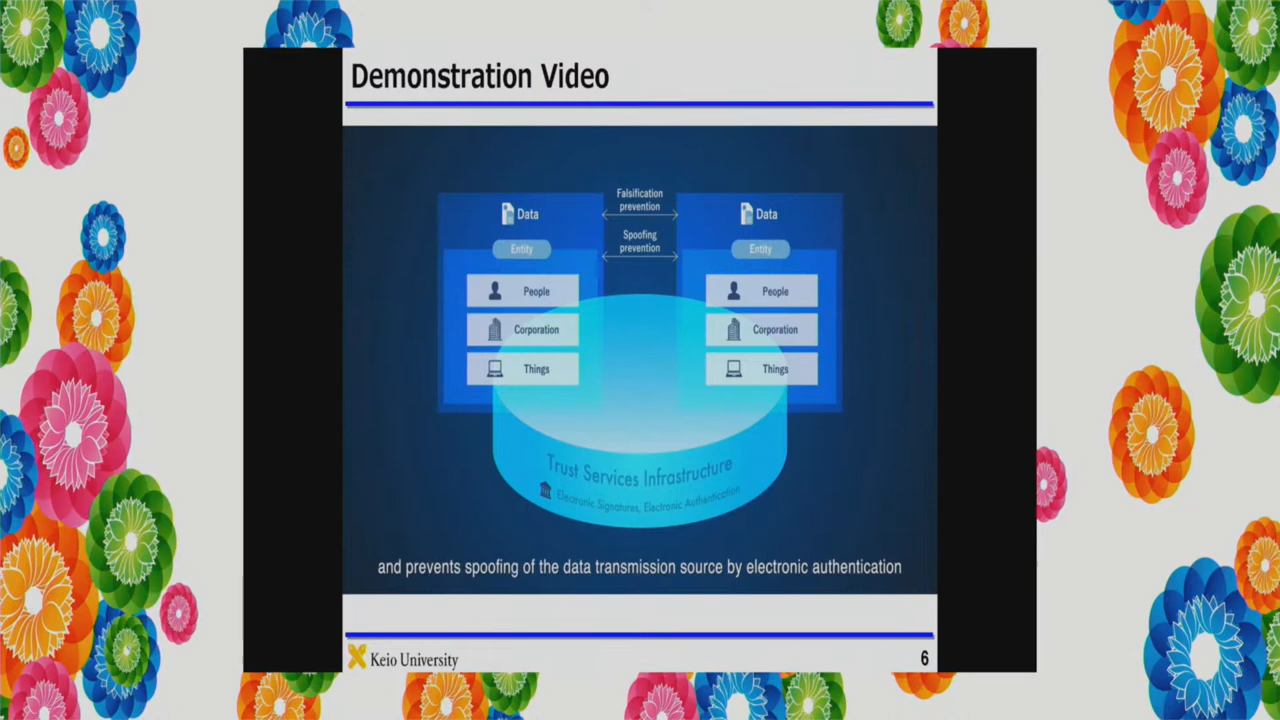 Demonstration Video
Falsification
prevention
Data
Data
Spoofing
prevention
Entity
Entity
People
People
Corporation
Corporation
Things
Things
Trust Services Infrastructure
Electronic Signatures, Electronic Authentication
and prevents spoofing of the data transmission source by electronic authentication
Keio University
6